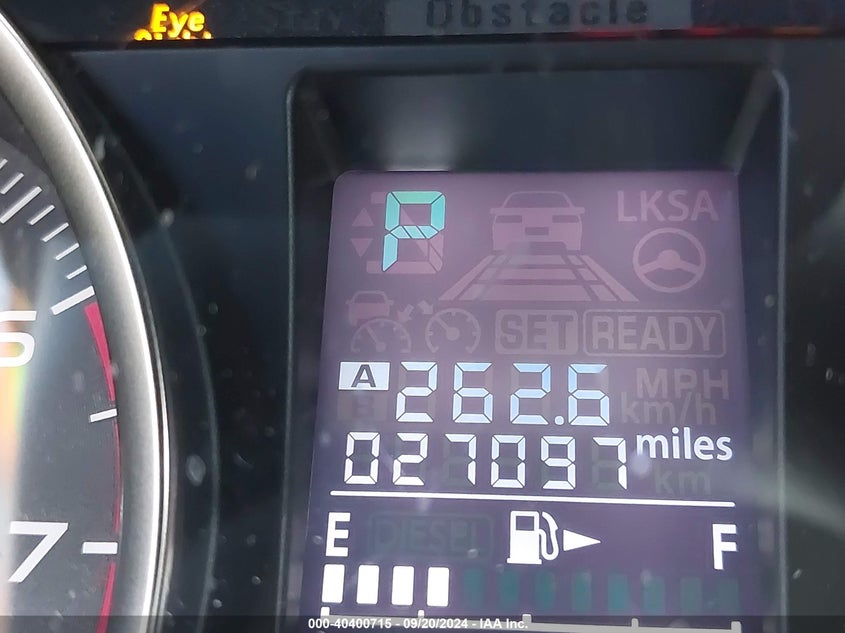 Eye
Obstacle
P
LKSA
SET READY
A 262.6 MPH
km/h
027097 miles
km
E DIESEL F
6
7
000-40400715 - 09/20/2024 - IAA Inc.